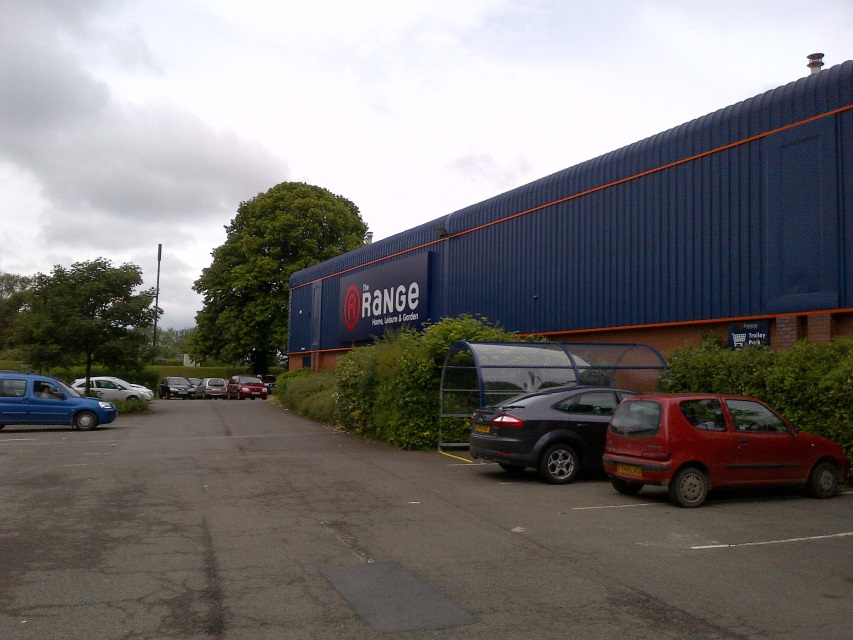 The
RANGE
Home, Leisure & Garden
Trolley
Park